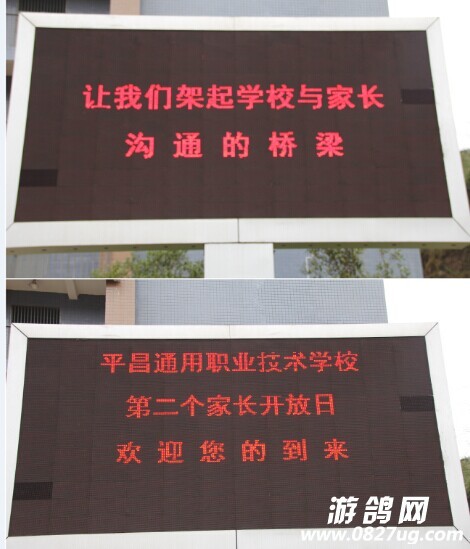 让我们架起学校与家长
沟通的桥梁
平昌通用职业技术学校
第二个家长开放日
欢迎您的到来
游鸽网
www.0827ug.com